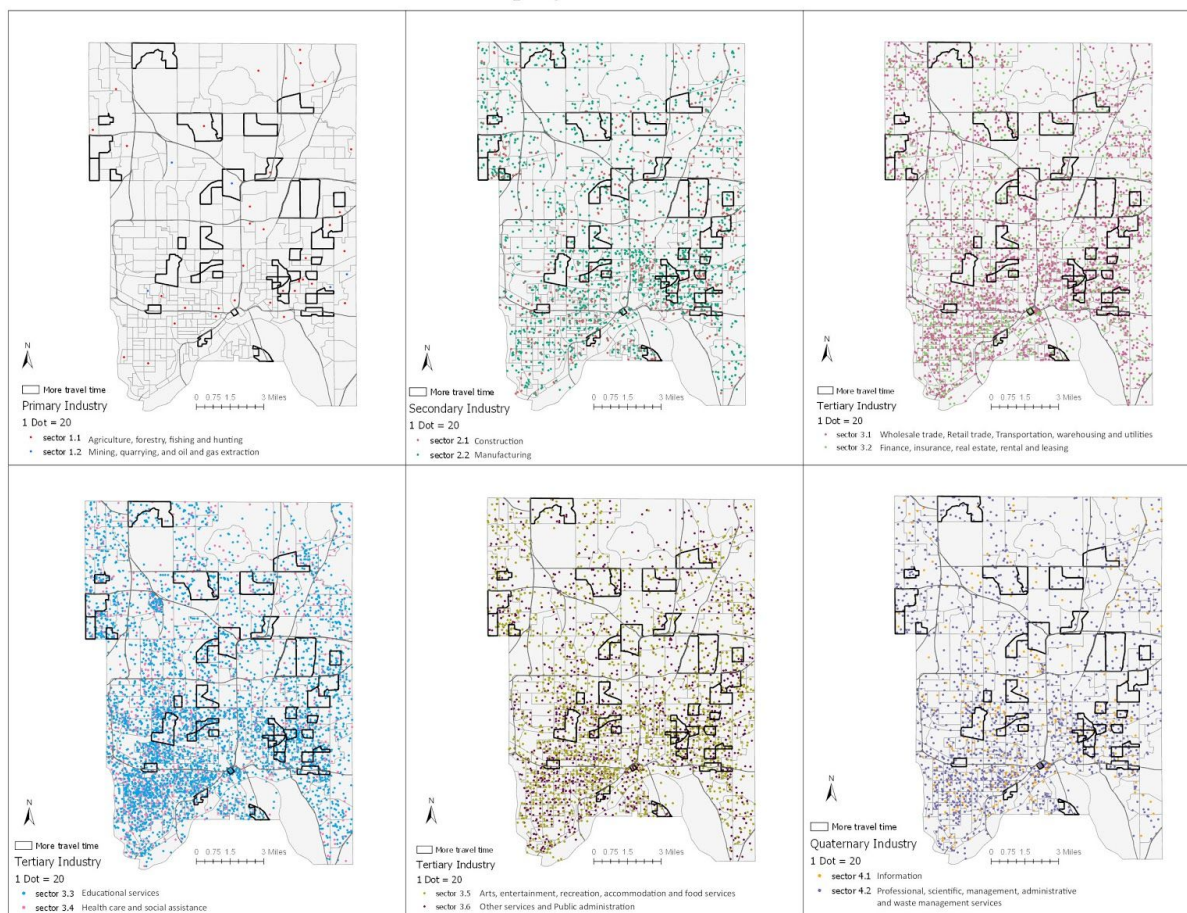 N
More travel time
Primary Industry
0 0.75 1.5 3 Miles
1 Dot = 20
sector 1.1 Agriculture, forestry, fishing and hunting
sector 1.2 Mining, quarrying, and oil and gas extraction
N
More travel time
Secondary Industry
0 0.75 1.5 3 Miles
1 Dot = 20
sector 2.1 Construction
sector 2.2 Manufacturing
N
More travel time
Tertiary Industry
0 0.75 1.5 3 Miles
1 Dot = 20
sector 3.1 Wholesale trade, Retail trade, Transportation, warehousing and utilities
sector 3.2 Finance, insurance, real estate, rental and leasing
N
More travel time
Tertiary Industry
0 0.75 1.5 3 Miles
1 Dot = 20
sector 3.3 Educational services
sector 3.4 Health care and social assistance
N
More travel time
Tertiary Industry
0 0.75 1.5 3 Miles
1 Dot = 20
sector 3.5 Arts, entertainment, recreation, accommodation and food services
sector 3.6 Other services and Public administration
N
More travel time
Quaternary Industry
0 0.75 1.5 3 Miles
1 Dot = 20
sector 4.1 Information
sector 4.2 Professional, scientific, management, administrative
and waste management services